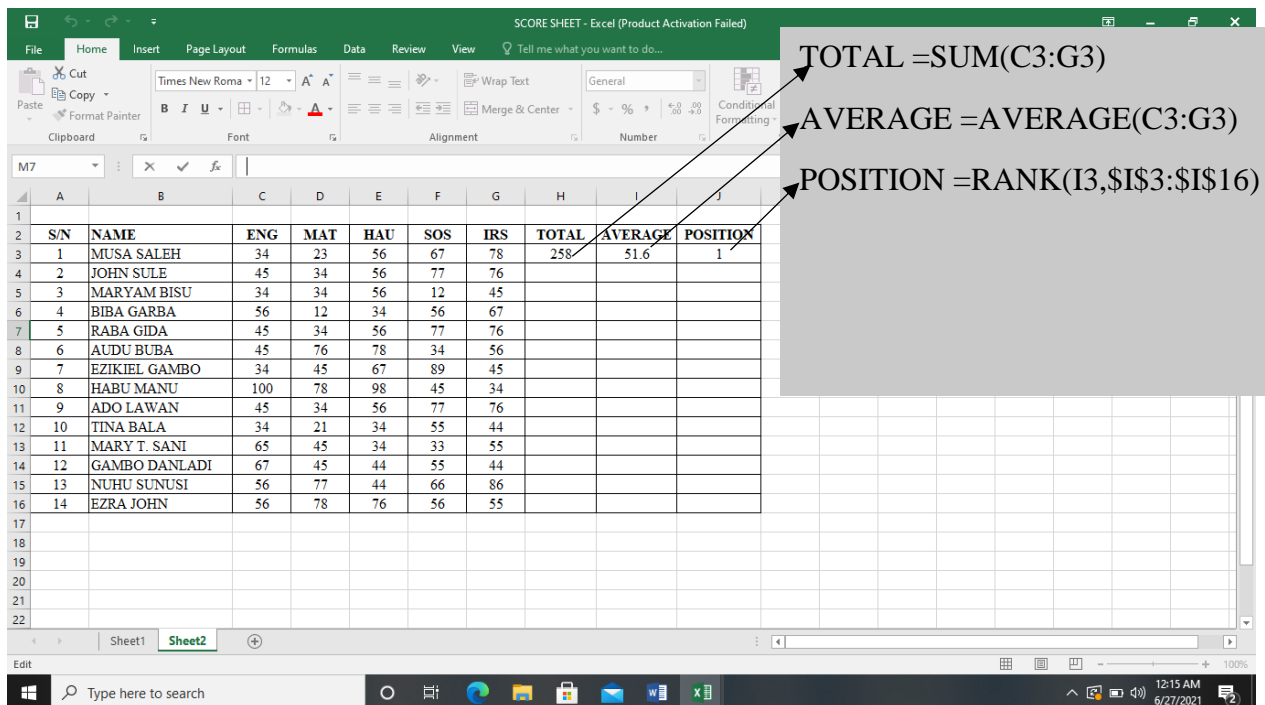 SCORE SHEET - Excel (Product Activation Failed)
File Home Insert Page Layout Formulas Data Review View Tell me what you want to do...
TOTAL =SUM(C3:G3)
AVERAGE =AVERAGE(C3:G3)
POSITION =RANK(I3,$I$3:$I$16)
Paste
Cut
Copy
Format Painter
Times New Roma 12 A A
B I U A
Wrap Text
Merge & Center
General
$ % , .0 .00 .00 .0
Conditional
Formatting
Clipboard Font Alignment Number
M7 fx
A B C D E F G H I J
1
2 S/N NAME ENG MAT HAU SOS IRS TOTAL AVERAGE POSITION
3 1 MUSA SALEH 34 23 56 67 78 258 51.6 1
4 2 JOHN SULE 45 34 56 77 76
5 3 MARYAM BISU 34 34 56 12 45
6 4 BIBA GARBA 56 12 34 56 67
7 5 RABA GIDA 45 34 56 77 76
8 6 AUDU BUBA 45 76 78 34 56
9 7 EZIKIEL GAMBO 34 45 67 89 45
10 8 HABU MANU 100 78 98 45 34
11 9 ADO LAWAN 45 34 56 77 76
12 10 TINA BALA 34 21 34 55 44
13 11 MARY T. SANI 65 45 34 33 55
14 12 GAMBO DANLADI 67 45 44 55 44
15 13 NUHU SUNUSI 56 77 44 66 86
16 14 EZRA JOHN 56 78 76 56 55
17
18
19
20
21
22
Sheet1 Sheet2
Edit 100%
Type here to search
12:15 AM
6/27/2021 2